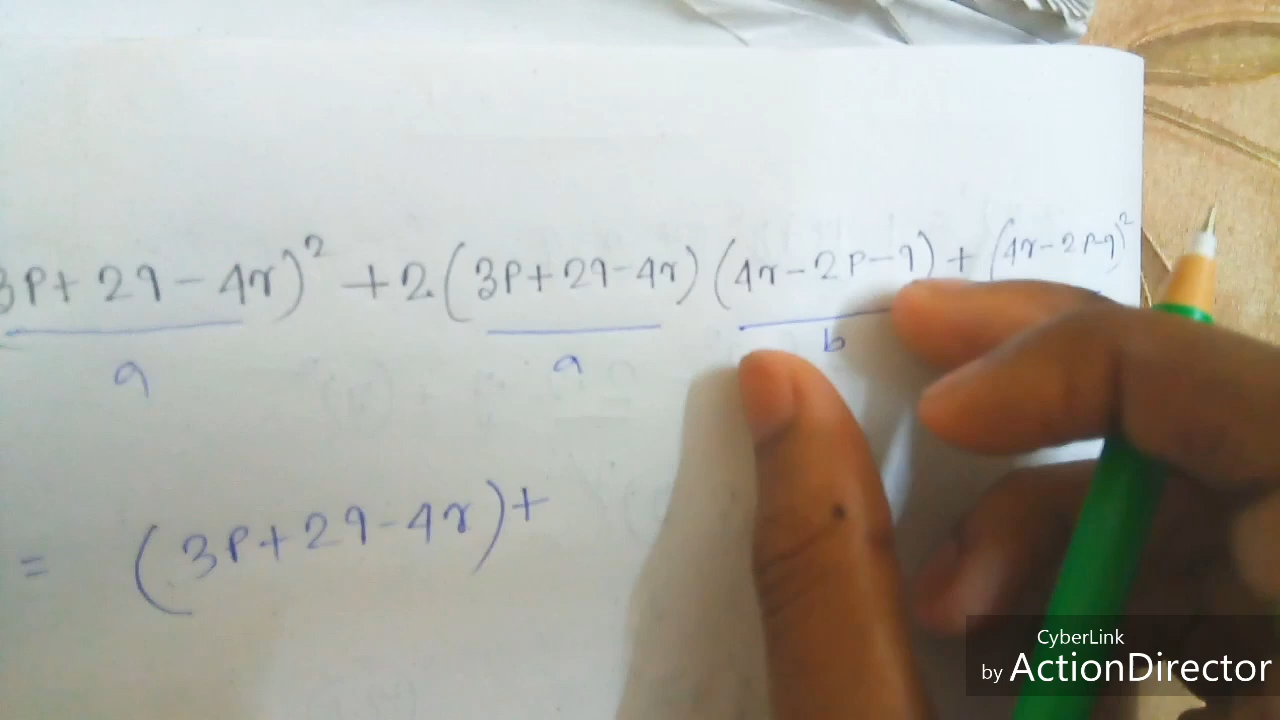 3p+2q-4r)² +2(3p+2q-4r)(4r-2p-q)+(4r-2p-q)²
a a b
= (3p+2q-4r)+
CyberLink
by ActionDirector